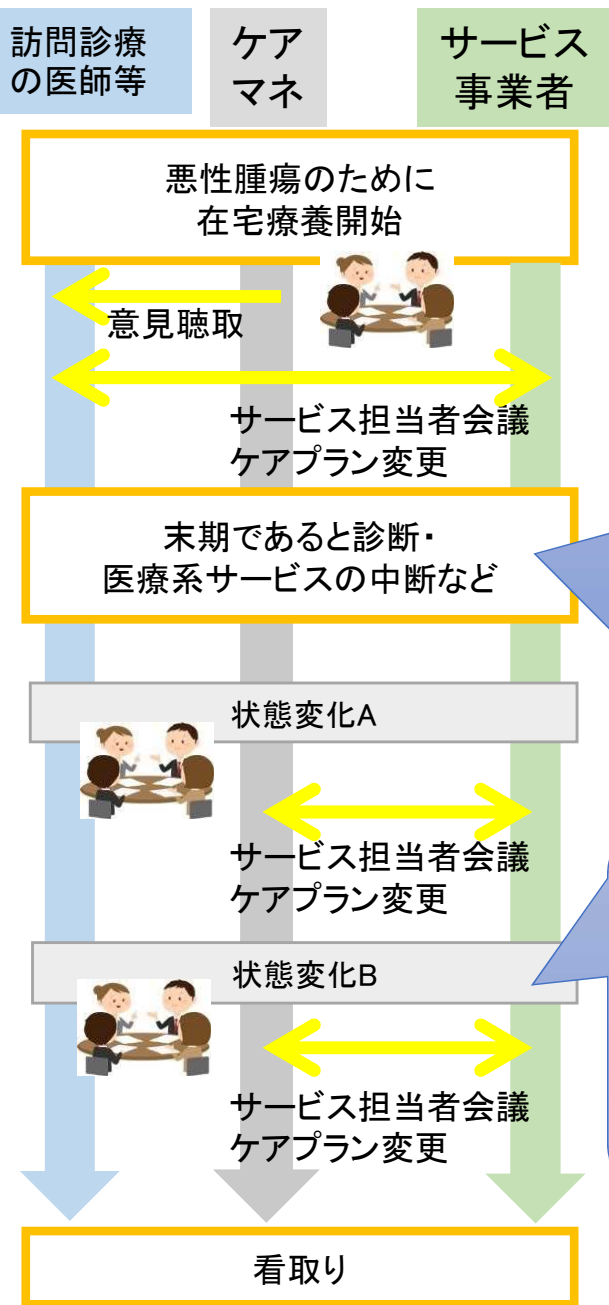 訪問診療
の医師等
ケア
マネ
サービス
事業者
悪性腫瘍のために
在宅療養開始
意見聴取
サービス担当者会議
ケアプラン変更
末期であると診断・
医療系サービスの中断など
状態変化A
サービス担当者会議
ケアプラン変更
状態変化B
サービス担当者会議
ケアプラン変更
看取り